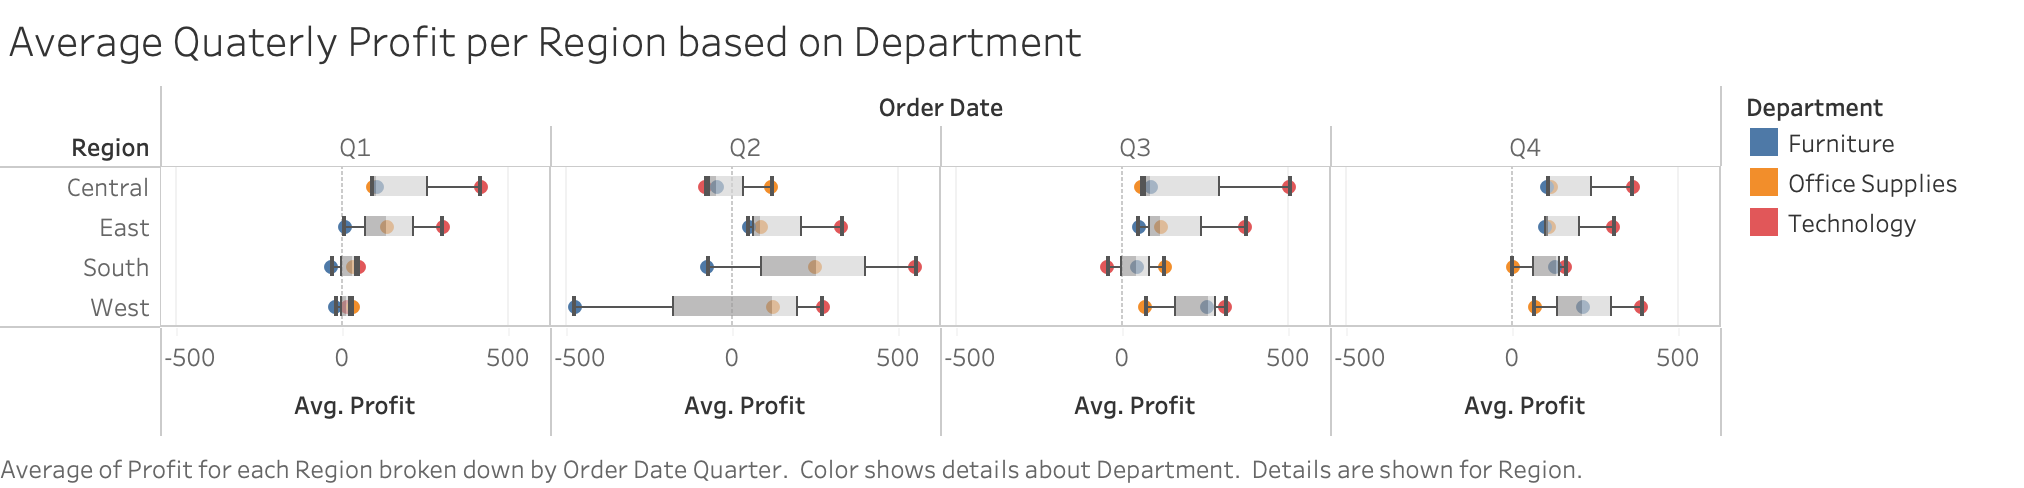 Average Quaterly Profit per Region based on Department
Order Date
Department
Region Q1 Q2 Q3 Q4
Furniture
Central
Office Supplies
East
Technology
South
West
-500 0 500 -500 0 500 -500 0 500 -500 0 500
Avg. Profit Avg. Profit Avg. Profit Avg. Profit
Average of Profit for each Region broken down by Order Date Quarter. Color shows details about Department. Details are shown for Region.